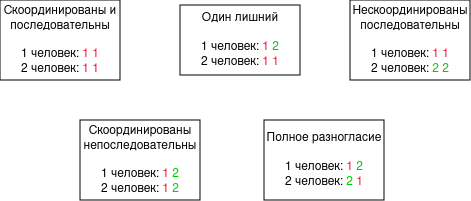 Скоординированы и
последовательны
1 человек: 1 1
2 человек: 1 1
Один лишний
1 человек: 1 2
2 человек: 1 1
Нескоординированы
последовательны
1 человек: 1 1
2 человек: 2 2
Скоординированы
непоследовательны
1 человек: 1 2
2 человек: 1 2
Полное разногласие
1 человек: 1 2
2 человек: 2 1